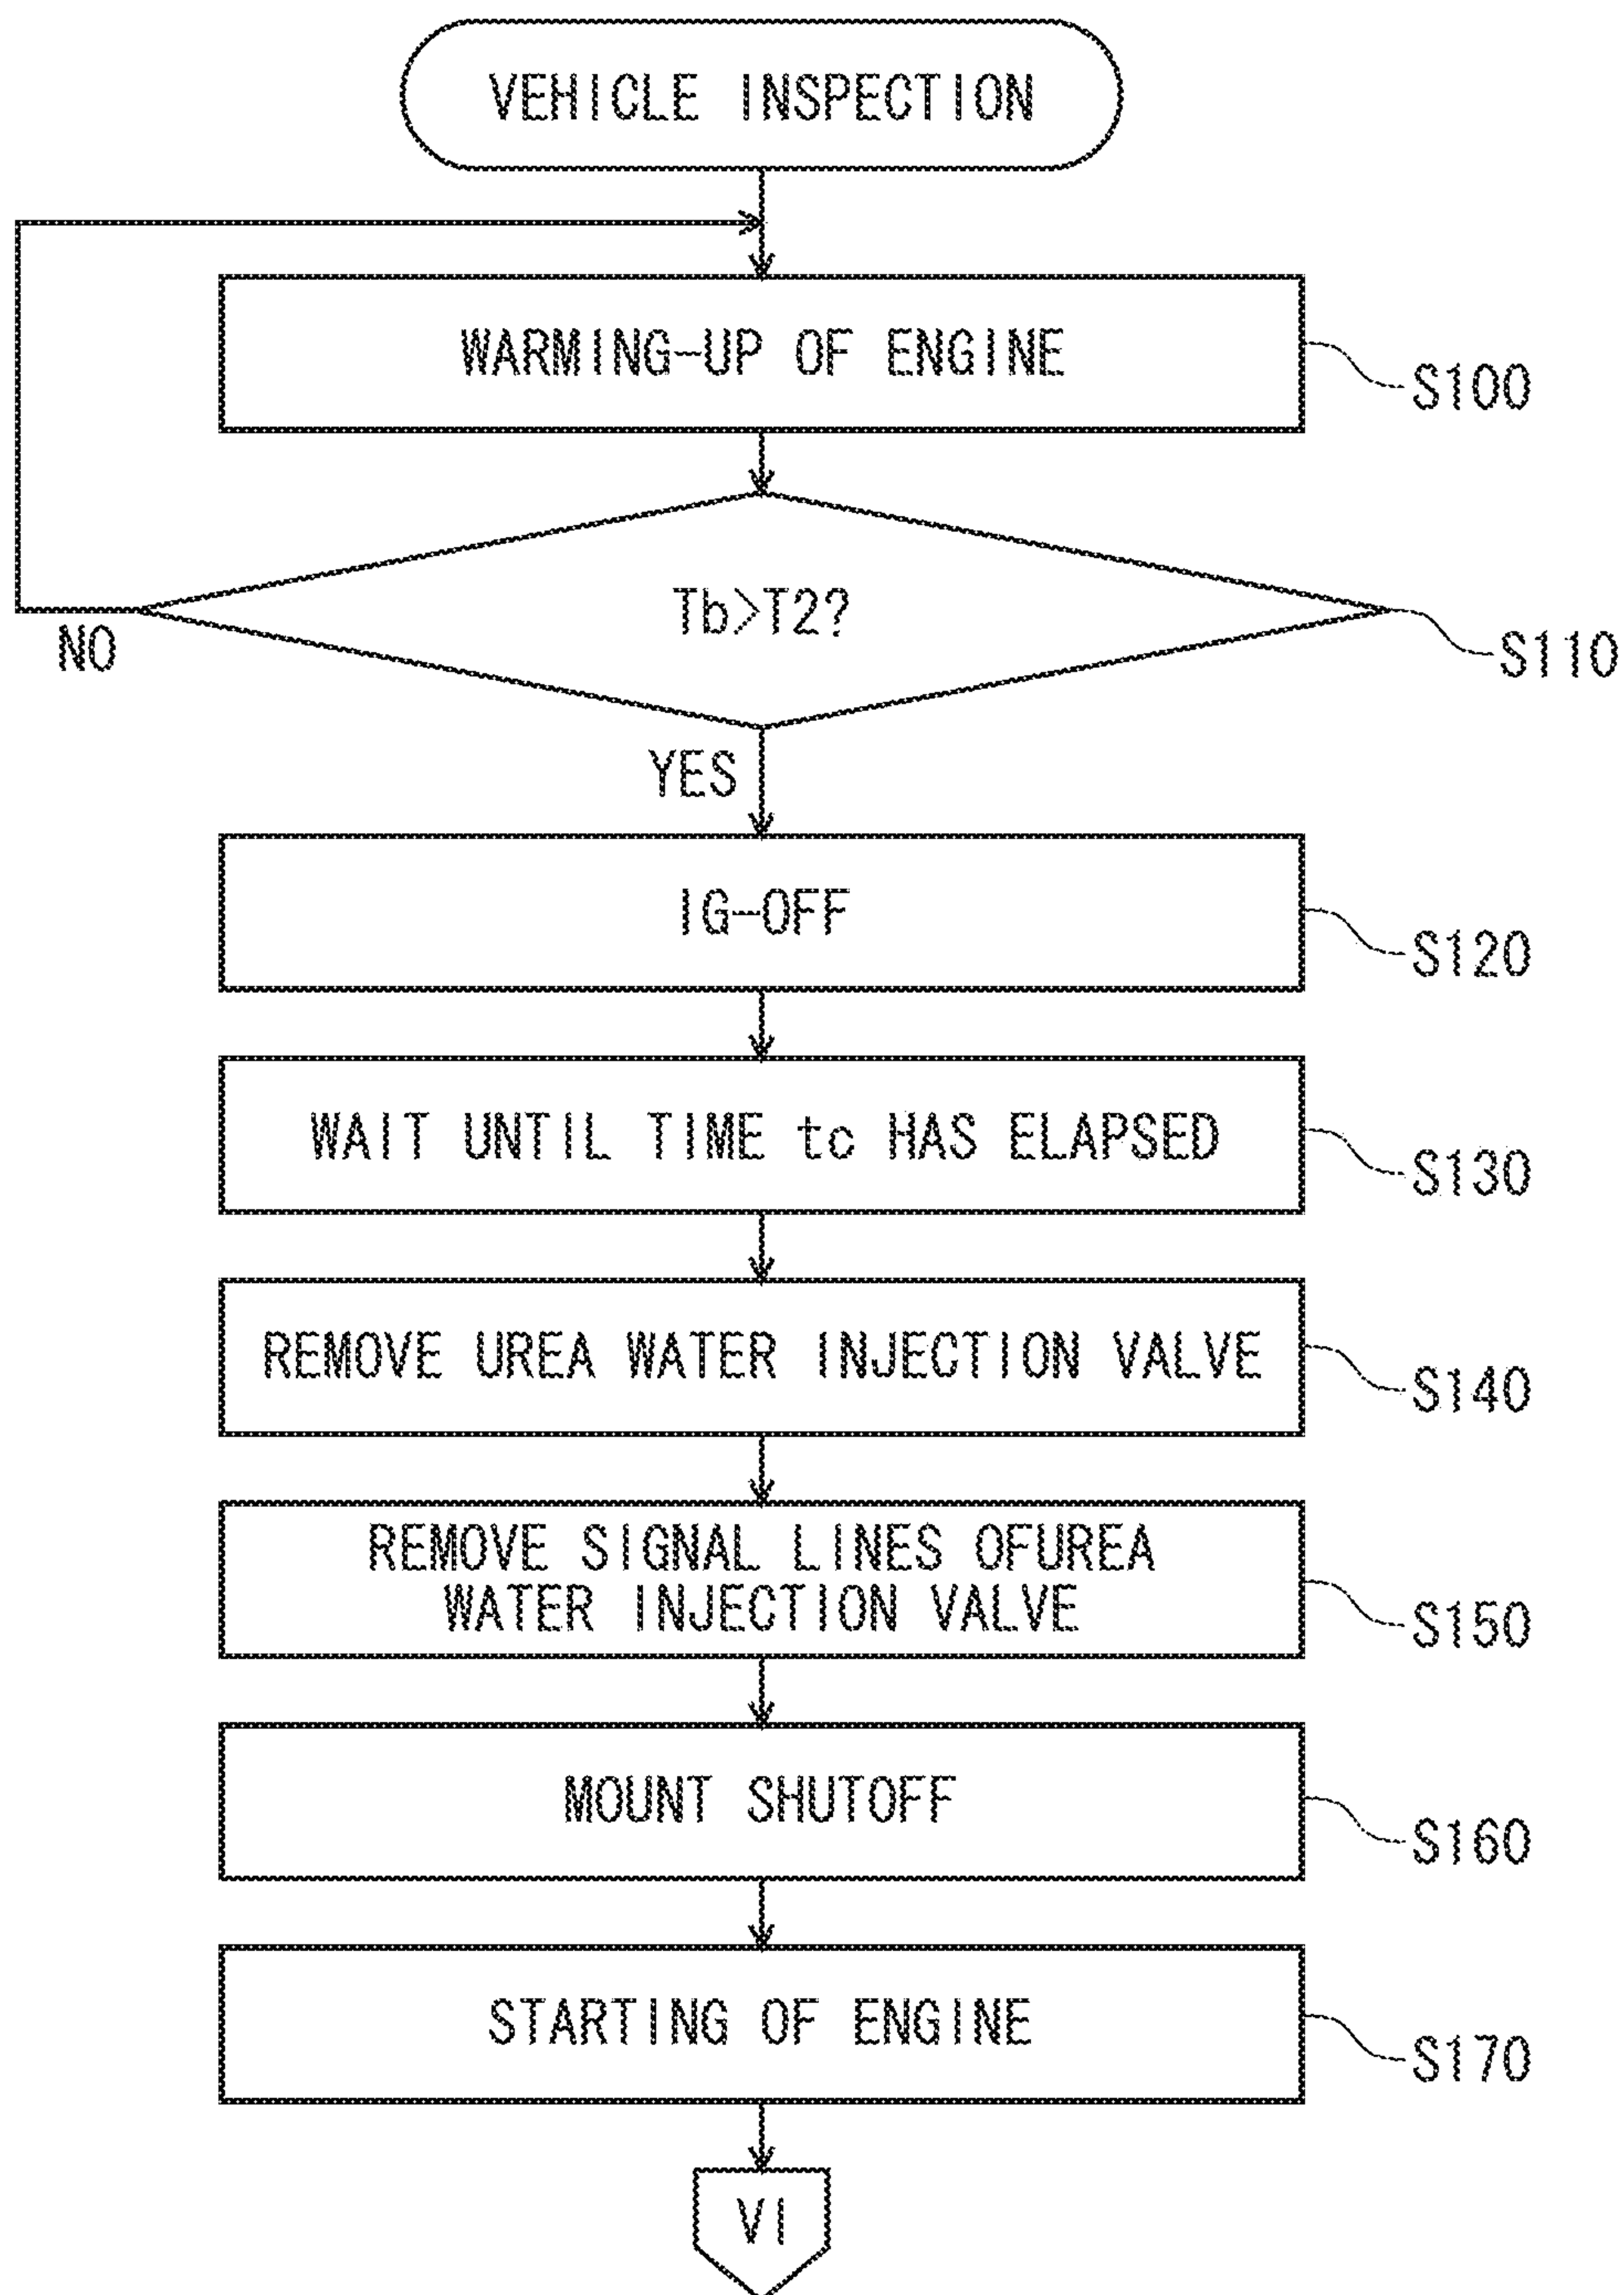 VEHICLE INSPECTION
WARMING-UP OF ENGINE
S100
Tb>T2?
S110
NO
YES
IG-OFF
S120
WAIT UNTIL TIME tc HAS ELAPSED
S130
REMOVE UREA WATER INJECTION VALVE
S140
REMOVE SIGNAL LINES OFUREA
WATER INJECTION VALVE
S150
MOUNT SHUTOFF
S160
STARTING OF ENGINE
S170
VI